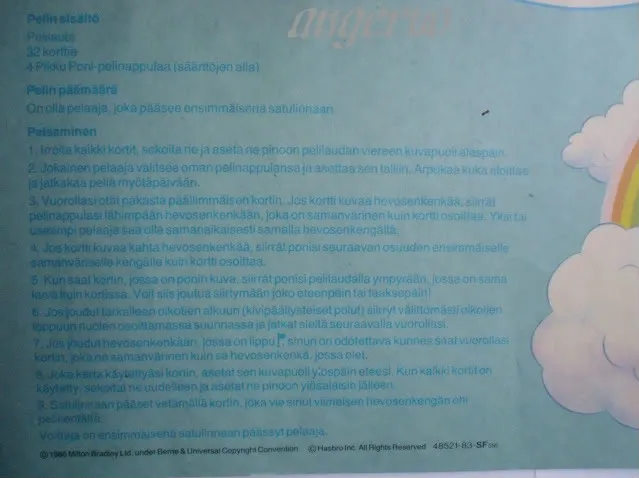 angervo
Pelin sisältö
Pelilauta
32 korttia
4 Pikku Poni-pelinappulaa (sääntöjen alla)
Pelin päämäärä
On olla pelaaja, joka pääsee ensimmäisenä satulinnaan.
Pelaaminen
1. Irroita kaikki kortit, sekoita ne ja aseta ne pinoon pelilaudan viereen kuvapuoli alaspäin.
2. Jokainen pelaaja valitsee oman pelinappulansa ja asettaa sen talliin. Arpokaa kuka aloittaa
ja jatkakaa peliä myötäpäivään.
3. Vuorollasi otat pakasta päällimmäisen kortin. Jos kortti kuvaa hevosenkenkää, siirrät
pelinappulasi lähimpään hevosenkenkään, joka on samanvärinen kuin kortti osoittaa. Yksi tai
useampi pelaaja saa olla samanaikaisesti samalla hevosenkengällä.
4. Jos kortti kuvaa kahta hevosenkenkää, siirrät ponisi seuraavan osuuden ensimmäiselle
samanväriselle kengälle kuin kortti osoittaa.
5. Kun saat kortin, jossa on ponin kuva, siirrät ponisi pelilaudalla ympyrään, jossa on sama
kuva kuin kortissa. Voit siis joutua siirtymään joko eteenpäin tai taaksepäin!
6. Jos joudut tarkalleen oikotien alkuun (kivipäällysteiset polut) siirryt välittömästi oikotien
loppuun nuolen osoittamassa suunnassa ja jatkat sieltä seuraavalla vuorollasi.
7. Jos joudut hevosenkenkään, jossa on lippu, sinun on odotettava kunnes saat vuorollasi
kortin, joka on samanvärinen kuin se hevosenkenkä, jossa olet.
8. Joka kerta käytettyäsi kortin, asetat sen kuvapuoli ylöspäin eteesi. Kun kaikki kortit on
käytetty, sekoitat ne uudelleen ja asetat ne pinoon ylösalaisin jälleen.
9. Satulinnaan pääset vetämällä kortin, joka vie sinut viimeisen hevosenkengän ohi
pelikentältä.
Voittaja on ensimmäisenä satulinnaan päässyt pelaaja.
©1986 Milton Bradley Ltd. under Berne & Universal Copyright Convention ©Hasbro Inc. All Rights Reserved 48521-83-SF